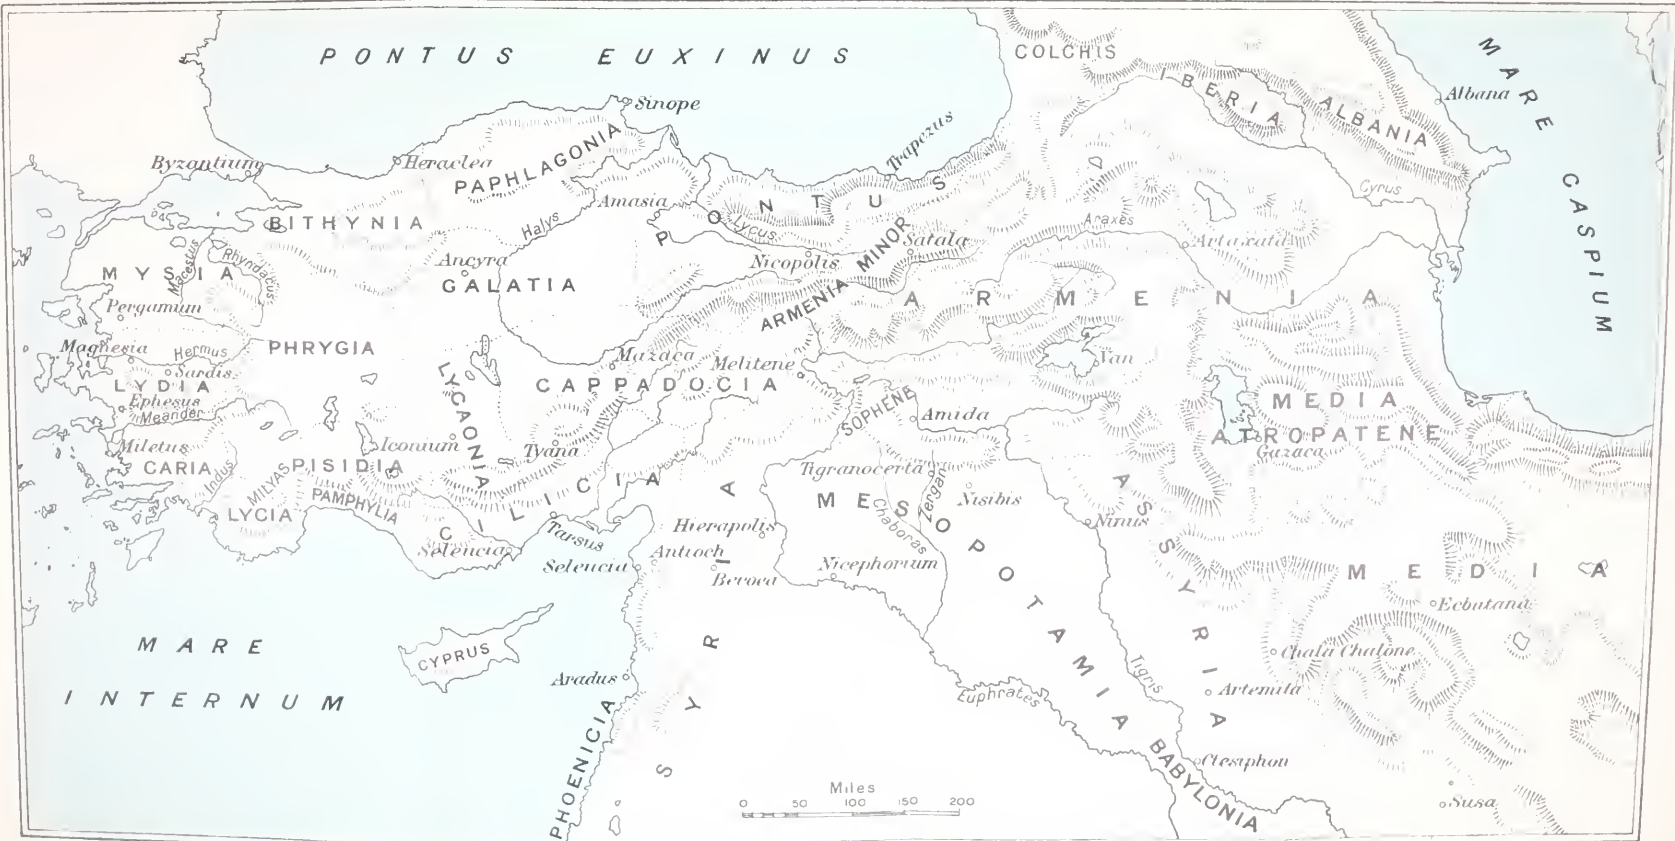 PONTUS EUXINUS
COLCHIS
MARE CASPIUM
IBERIA
ALBANIA
Albana
Sinope
Trapezus
Byzantium
Heraclea
PAPHLAGONIA
BITHYNIA
Halys
Amasia
PONTUS
Lycus
Cyrus
Araxes
Artaxata
Satala
Nicopolis
ARMENIA MINOR
ARMENIA
MYSIA
Macestus
Rhyndacus
Ancyra
GALATIA
Pergamum
Magnesia
Hermus
Sardis
PHRYGIA
LYDIA
Ephesus
Meander
LYCAONIA
Mazaca
Melitene
CAPPADOCIA
Van
SOPHENE
Amida
MEDIA
ATROPATENE
Gazaca
Miletus
CARIA
Indus
MILYAS
PISIDIA
Iconium
Tyana
LYCIA
PAMPHYLIA
CILICIA
Tigranocerta
MESOPOTAMIA
Zergan
Chaboras
Nisibis
ASSYRIA
Ninus
Seleucia
Tarsus
Hierapolis
Antioch
Seleucia
Beroea
Nicephorium
MEDIA
Ecbatana
SYRIA
MARE
INTERNUM
CYPRUS
Aradus
Chala Chalone
Tigris
Artemita
Euphrates
PHOENICIA
Ctesiphon
BABYLONIA
Susa
Miles
0 50 100 150 200